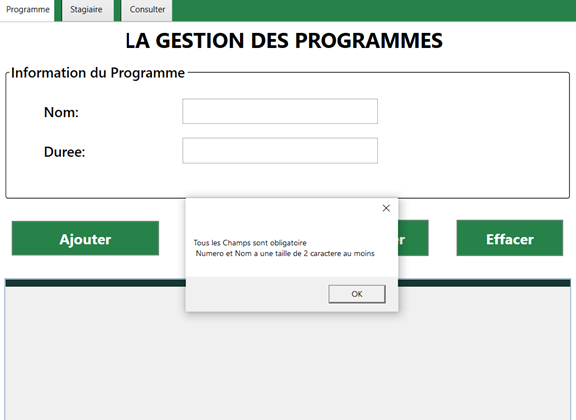 Programme Stagiaire Consulter
LA GESTION DES PROGRAMMES
Information du Programme
Nom:
Duree:
Ajouter
Effacer
Tous les Champs sont obligatoire
Numero et Nom a une taille de 2 caractere au moins
OK